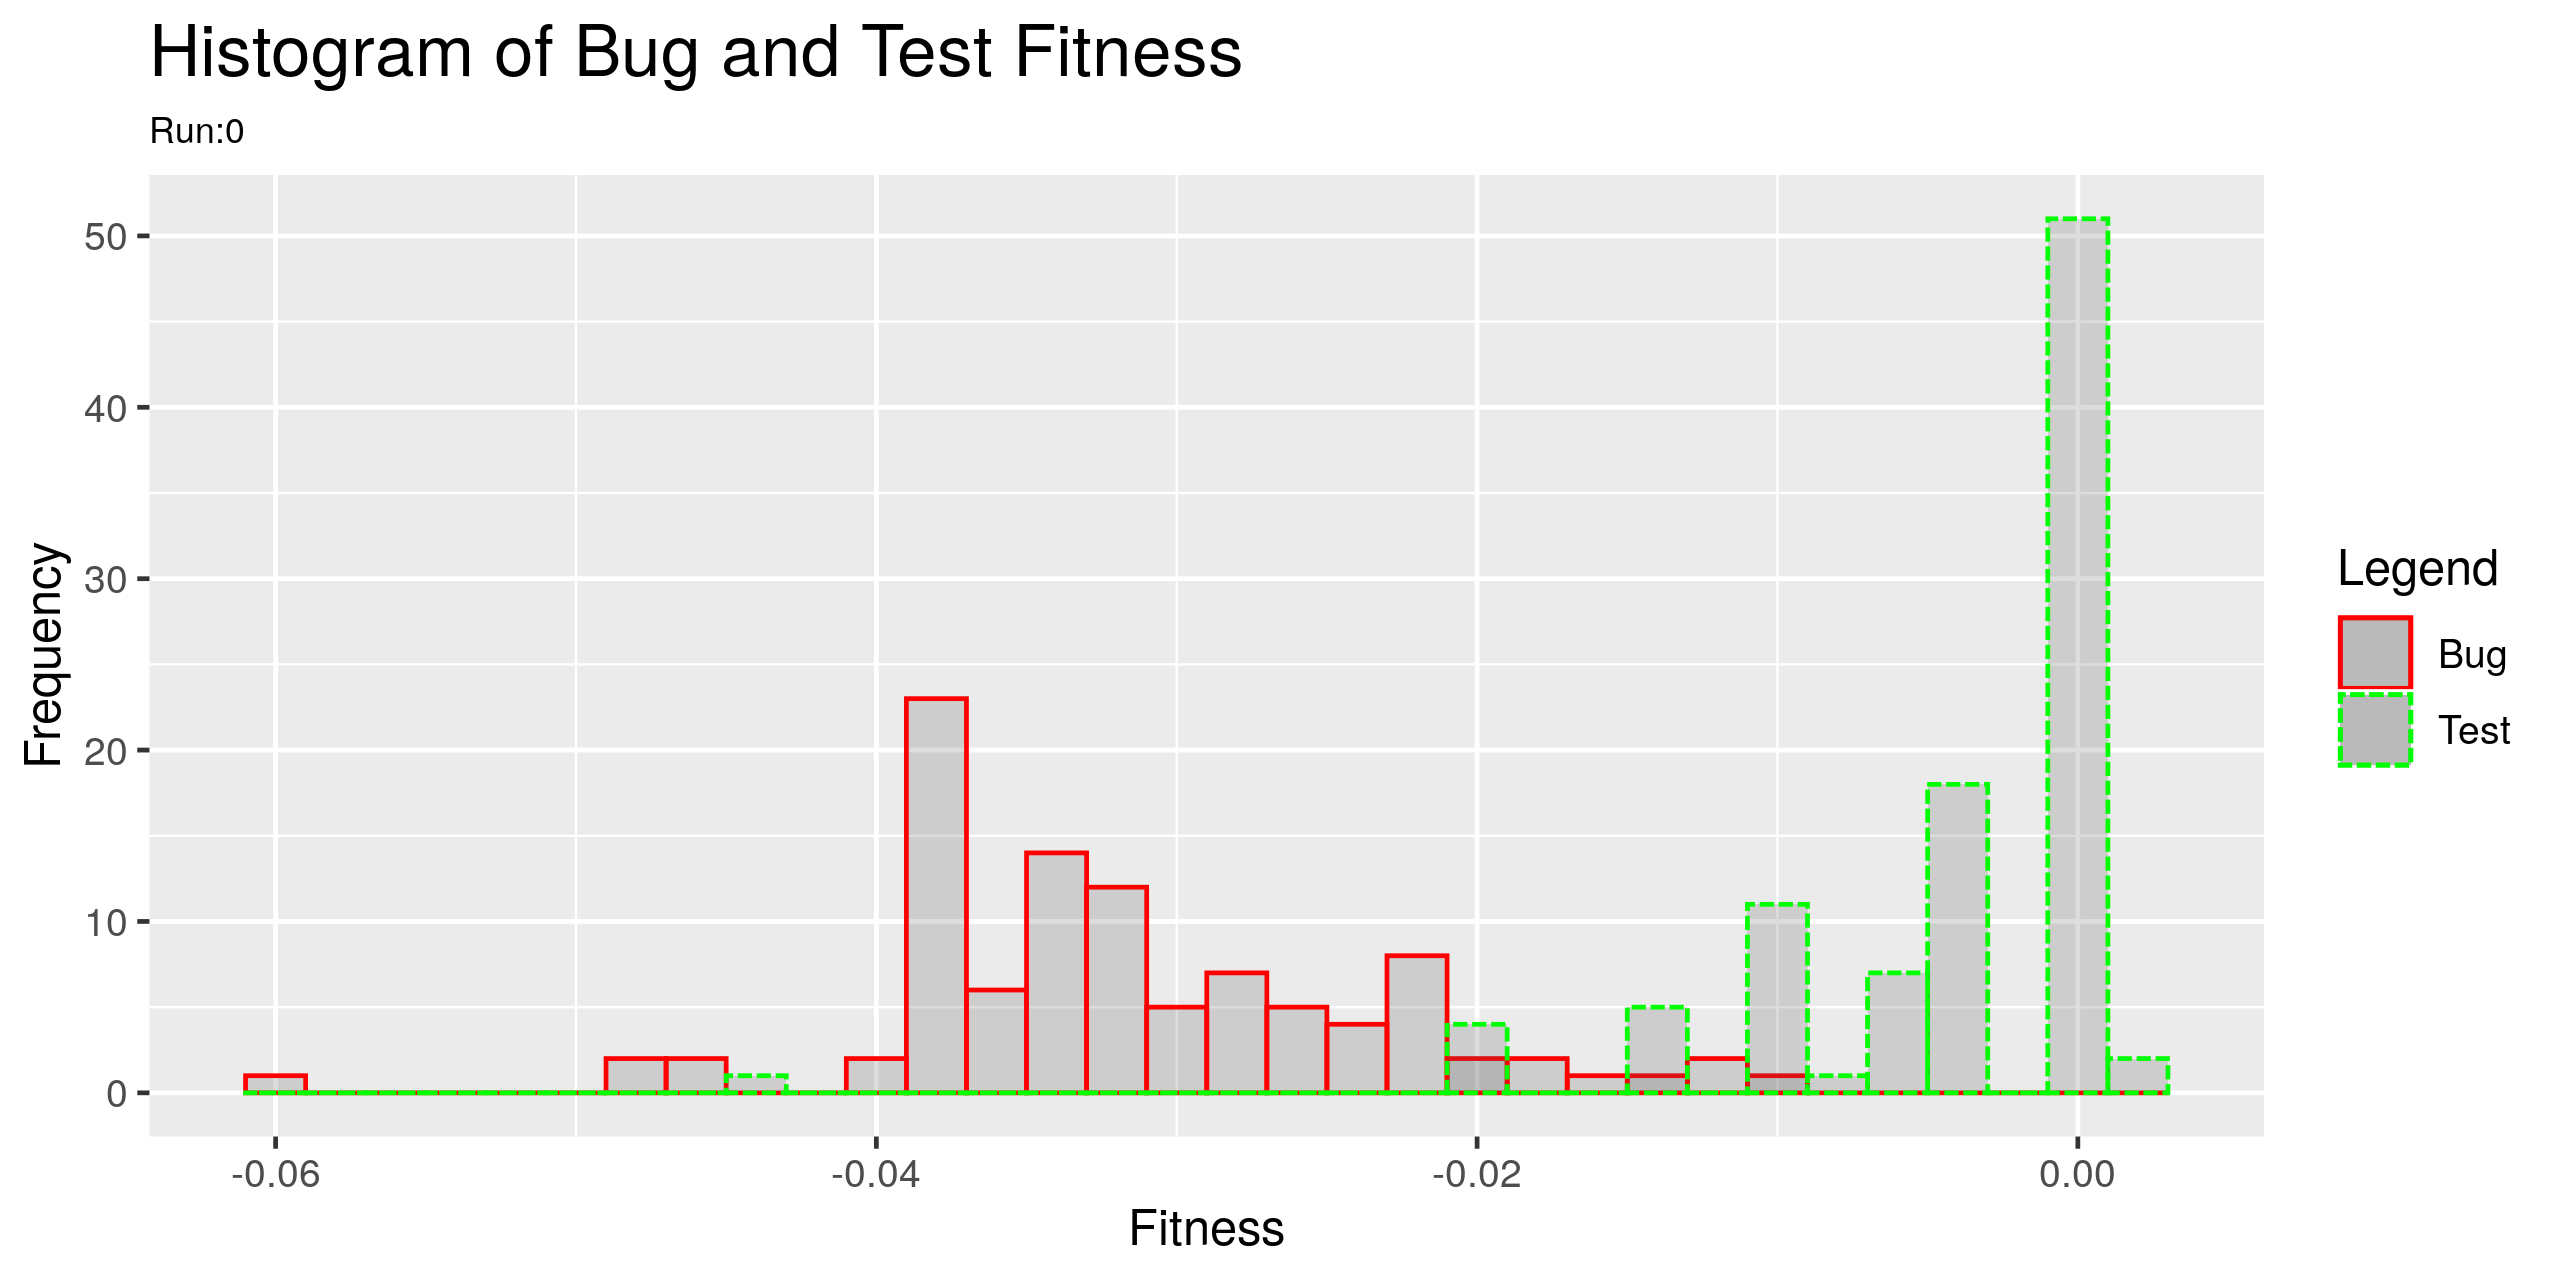 Histogram of Bug and Test Fitness
Run:0
Frequency
50
40
30
20
10
0
-0.06
-0.04
-0.02
0.00
Fitness
Legend
Bug
Test